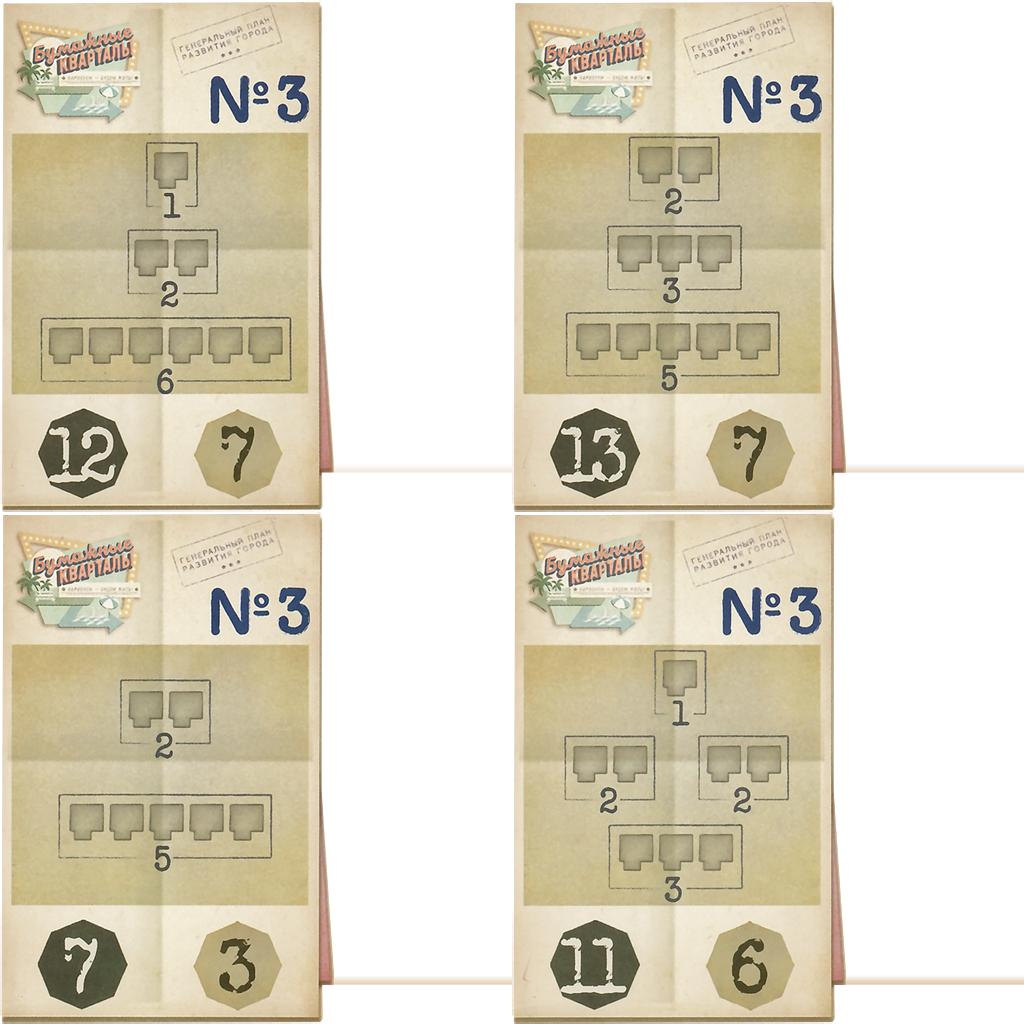 Бумажные
КВАРТАЛЫ
ГЕНЕРАЛЬНЫЙ ПЛАН
РАЗВИТИЯ ГОРОДА
№3
1
2
6
12 7
Бумажные
КВАРТАЛЫ
ГЕНЕРАЛЬНЫЙ ПЛАН
РАЗВИТИЯ ГОРОДА
№3
2
3
5
13 7
Бумажные
КВАРТАЛЫ
ГЕНЕРАЛЬНЫЙ ПЛАН
РАЗВИТИЯ ГОРОДА
№3
2
5
7 3
Бумажные
КВАРТАЛЫ
ГЕНЕРАЛЬНЫЙ ПЛАН
РАЗВИТИЯ ГОРОДА
№3
1
2 2
3
11 6